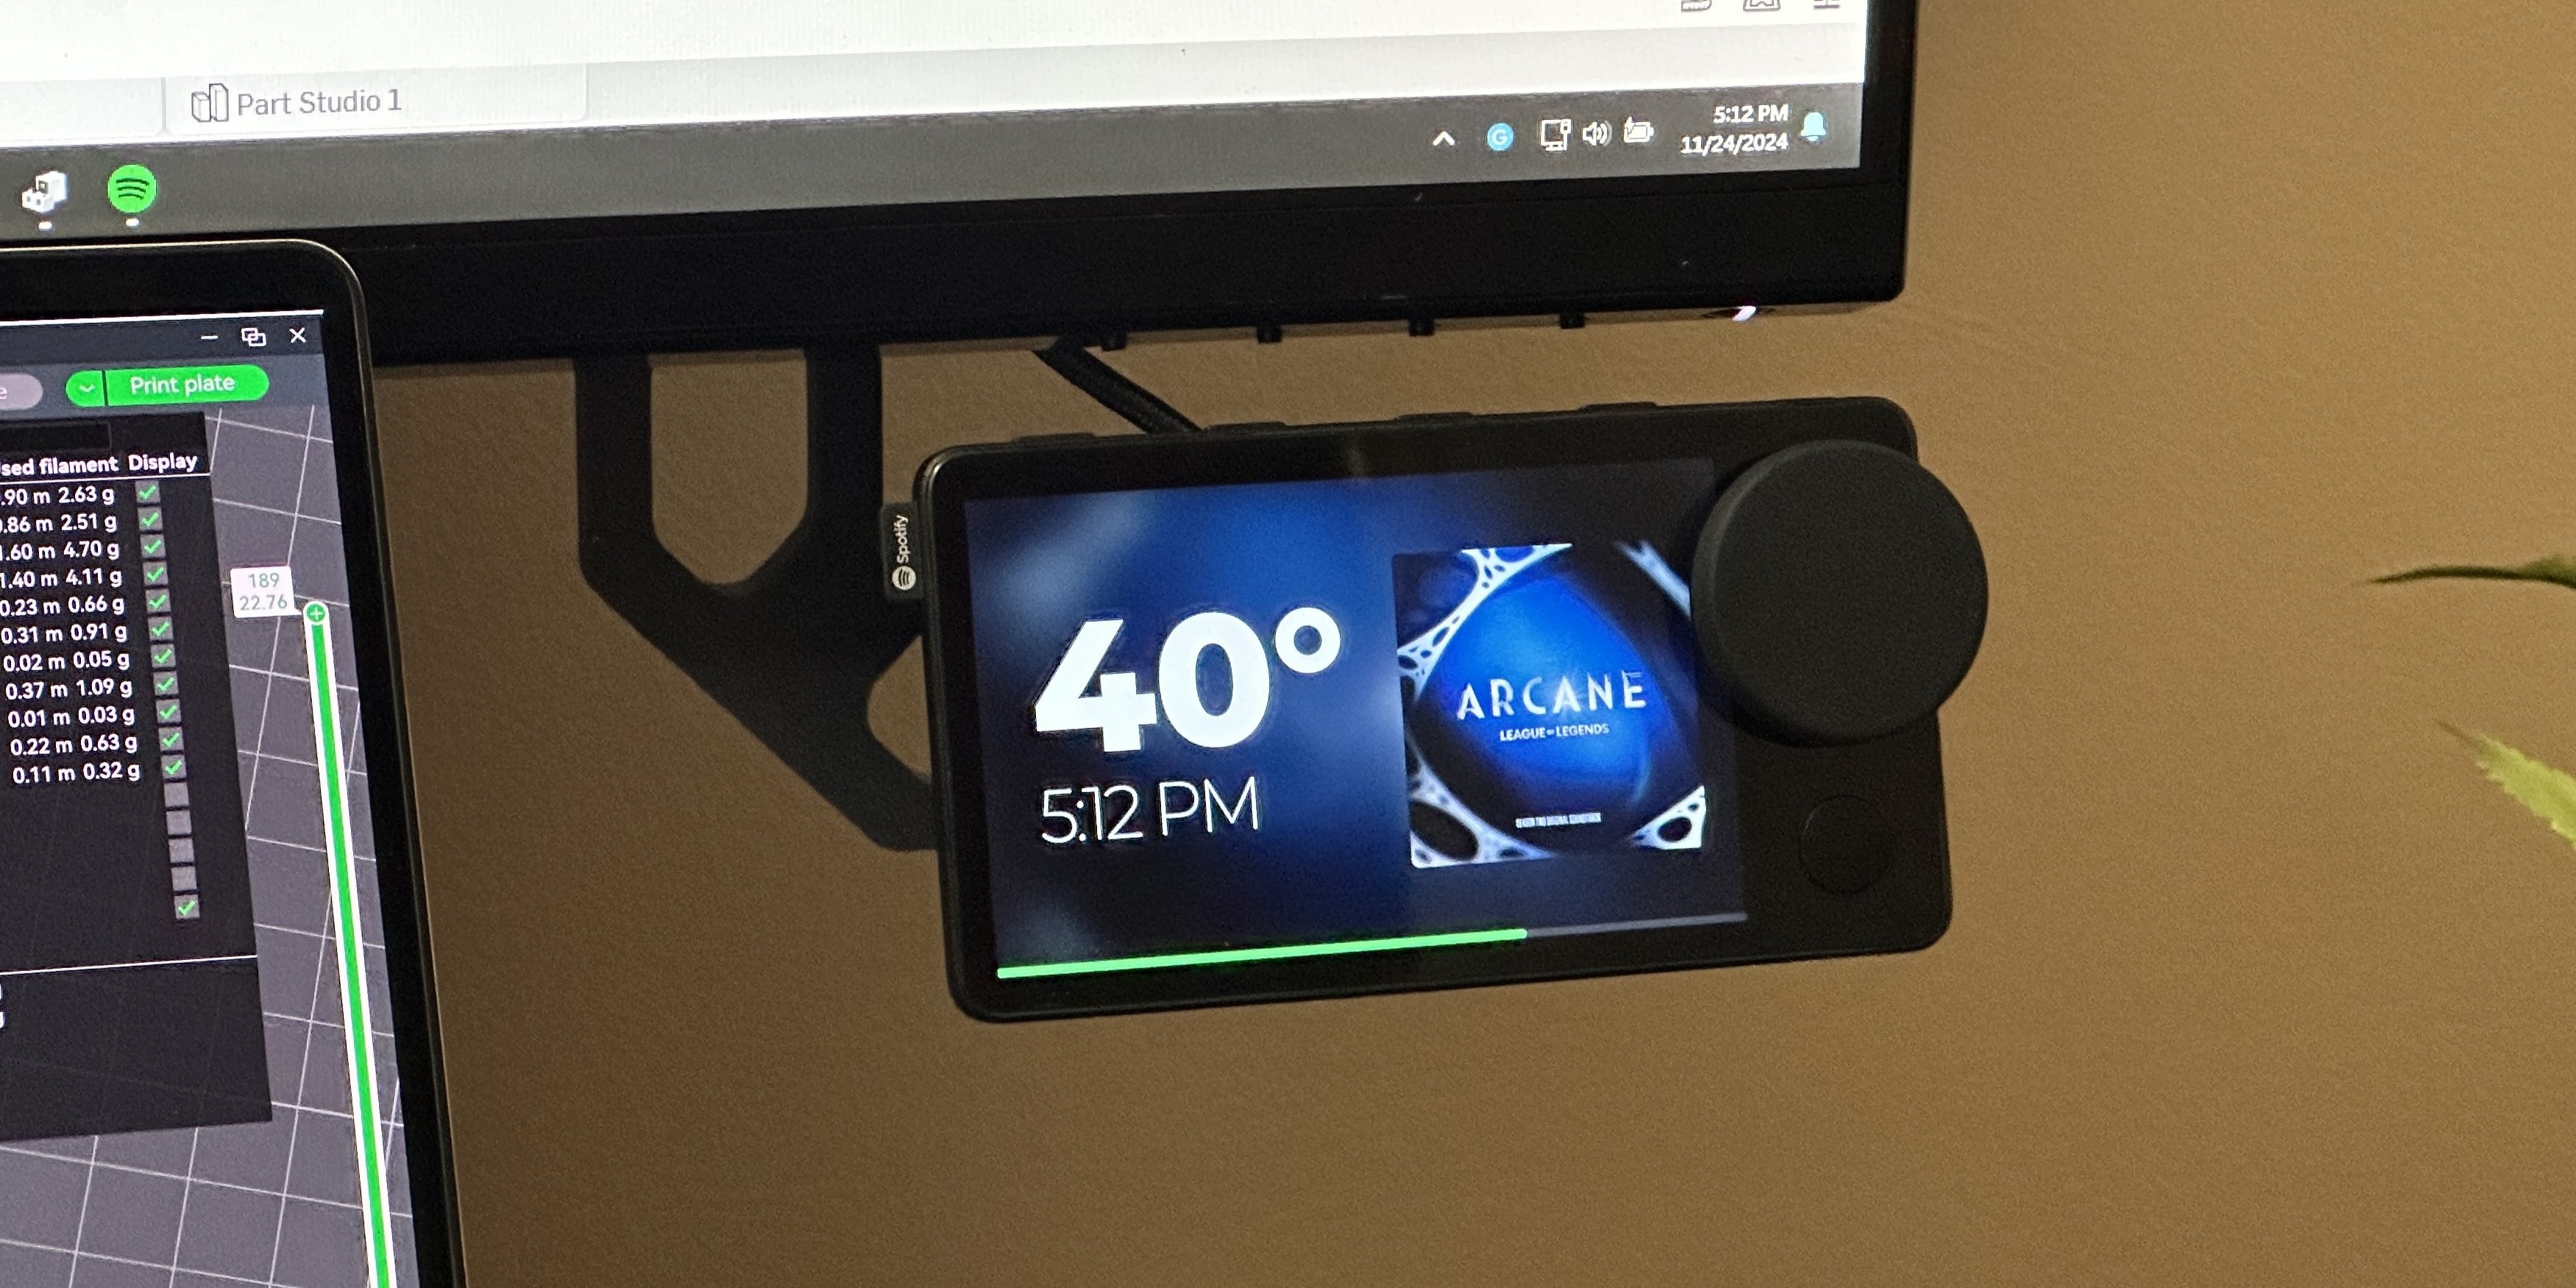 Part Studio 1
5:12 PM
11/24/2024
G
Print plate
sed filament Display
.90 m 2.63 g
.86 m 2.51 g
.60 m 4.70 g
1.40 m 4.11 g
0.23 m 0.66 g
0.31 m 0.91 g
0.02 m 0.05 g
0.37 m 1.09 g
0.01 m 0.03 g
0.22 m 0.63 g
0.11 m 0.32 g
189
22.76
Spotify
40°
5:12 PM
ARCANE
LEAGUE OF LEGENDS